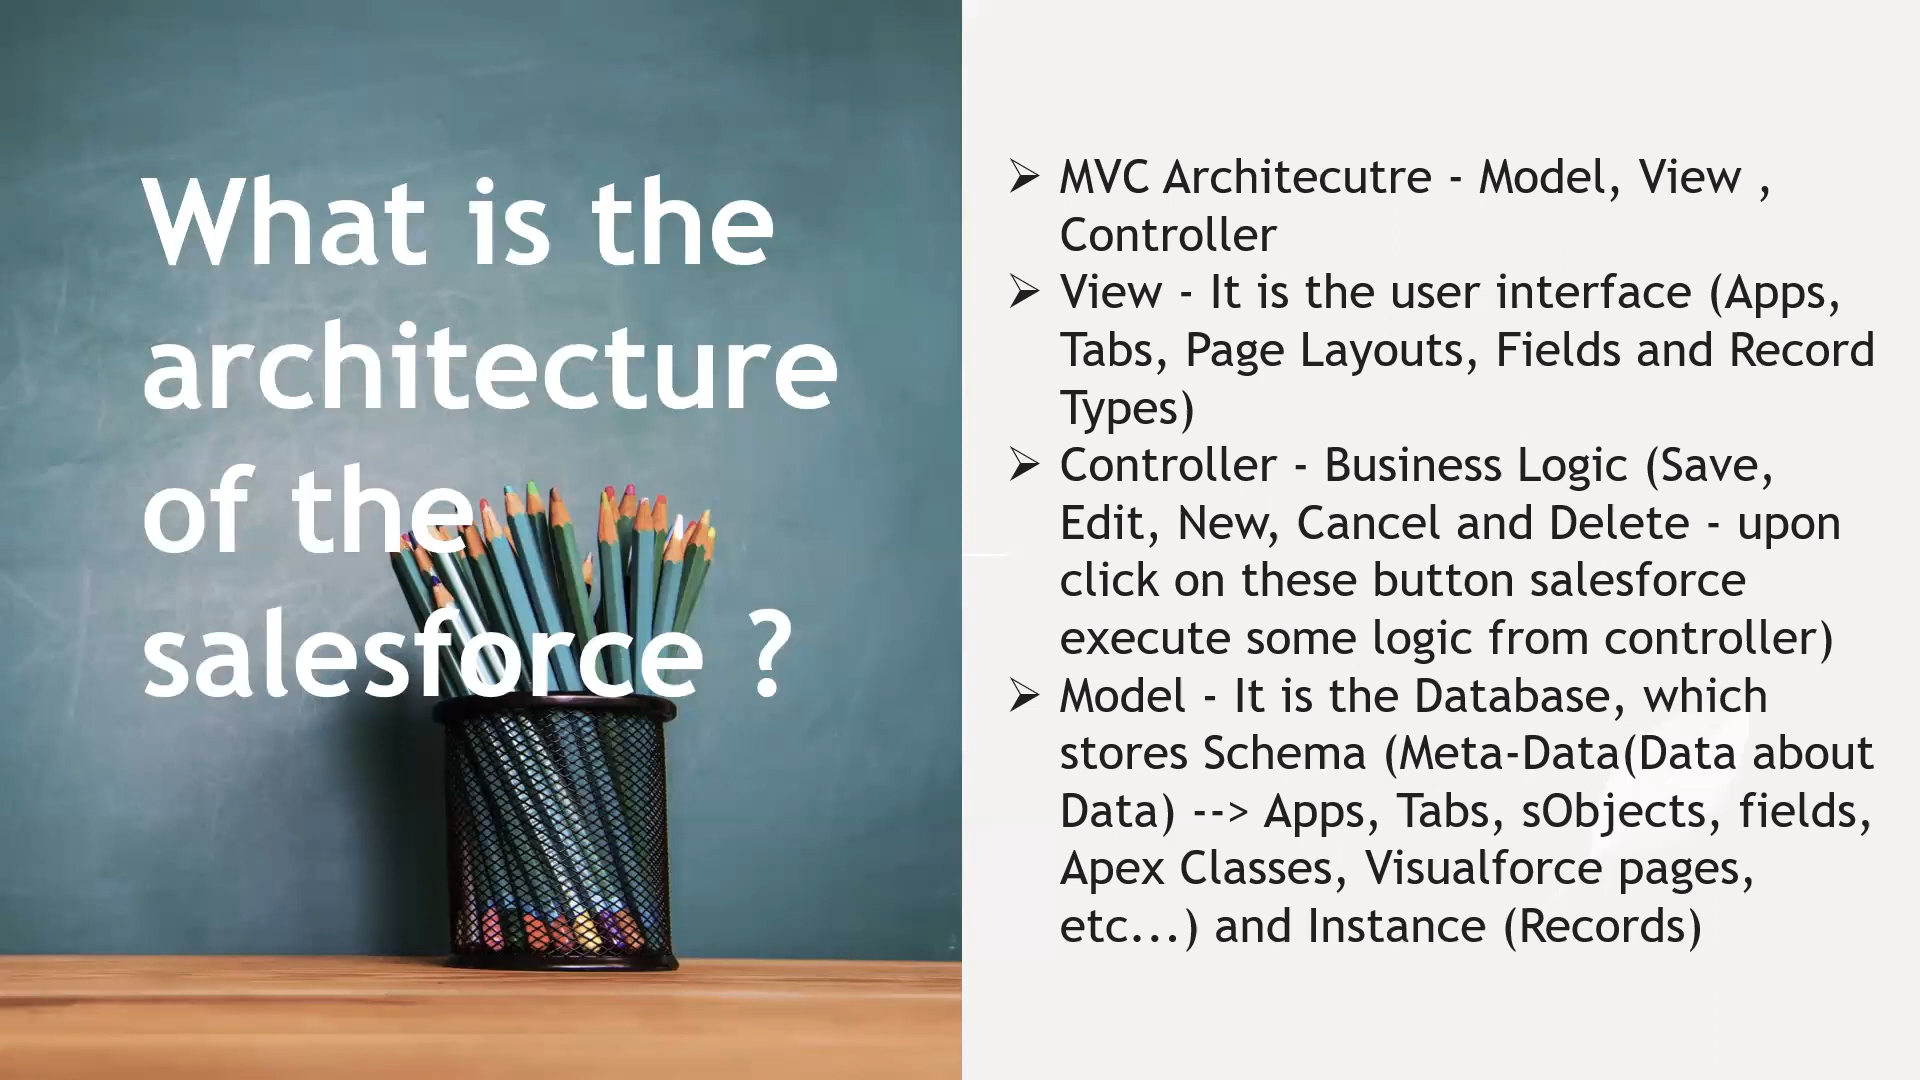 What is the
architecture
of the
salesforce ?
➢ MVC Architecutre - Model, View ,
Controller
➢ View - It is the user interface (Apps,
Tabs, Page Layouts, Fields and Record
Types)
➢ Controller - Business Logic (Save,
Edit, New, Cancel and Delete - upon
click on these button salesforce
execute some logic from controller)
➢ Model - It is the Database, which
stores Schema (Meta-Data(Data about
Data) --> Apps, Tabs, sObjects, fields,
Apex Classes, Visualforce pages,
etc...) and Instance (Records)